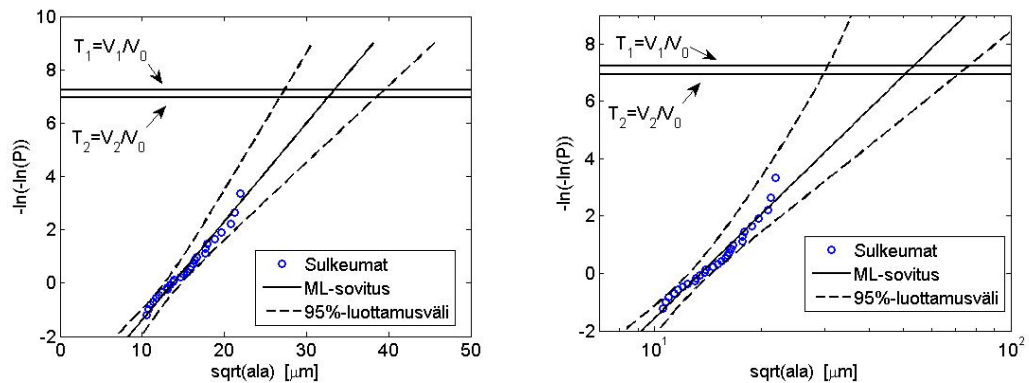 10
8
6
4
2
0
-2
-ln(-ln(P))
T1=V1/V0
T2=V2/V0
Sulkeumat
ML-sovitus
95%-luottamusväli
0 10 20 30 40 50
sqrt(ala) [µm]
8
6
4
2
0
-2
-ln(-ln(P))
T1=V1/V0
T2=V2/V0
Sulkeumat
ML-sovitus
95%-luottamusväli
10^1 10^2
sqrt(ala) [µm]